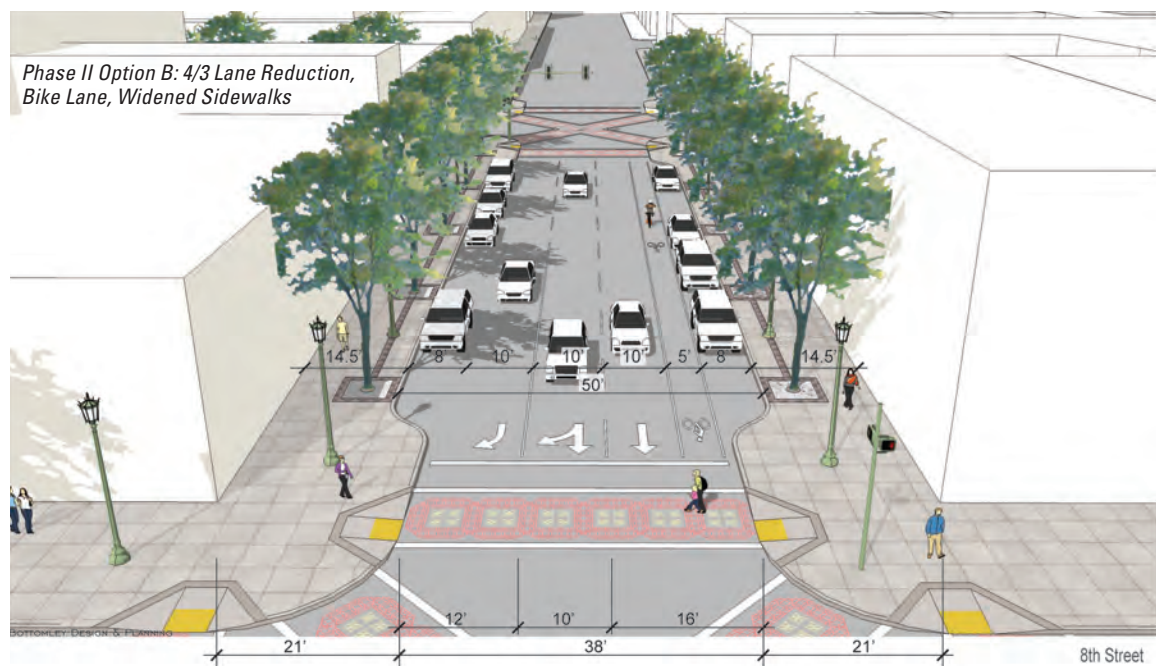 Phase II Option B: 4/3 Lane Reduction,
Bike Lane, Widened Sidewalks
14.5' 8' 10' 10' 10' 5' 8' 14.5'
50'
12' 10' 16'
BOTTOMLEY DESIGN & PLANNING
21' 38' 21'
8th Street